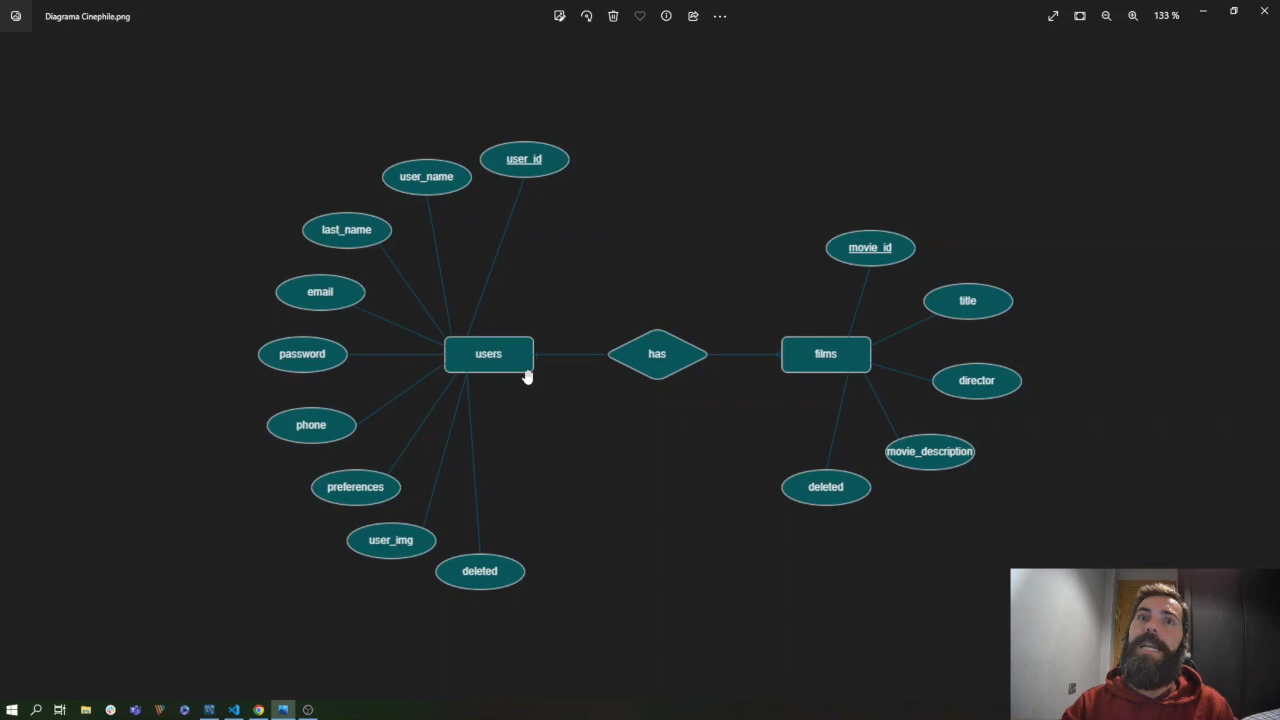 Diagrama Cinephile.png
133 %
user_id
user_name
last_name
movie_id
email
title
password
users
has
films
director
phone
movie_description
preferences
deleted
user_img
deleted